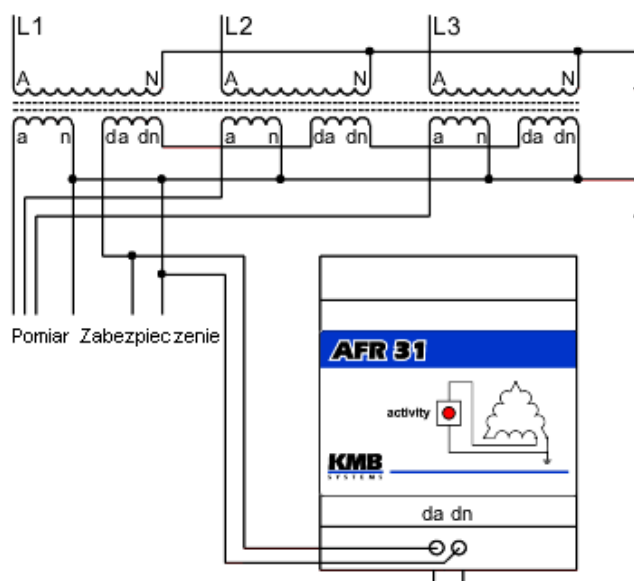 L1 L2 L3
A N A N A N
a n da dn a n da dn a n da dn
Pomiar Zabezpieczenie
AFR 31
activity
KMB
SYSTEMS
da dn